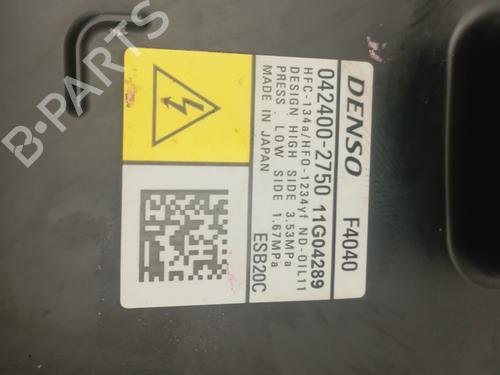 DENSO F4040
042400-2750 11G04289
HFC-134a/HFO-1234yf ND-OIL11
DESIGN HIGH SIDE 3.53MPa
PRESS. LOW SIDE 1.67MPa
MADE IN JAPAN ESB20C
B-PARTS